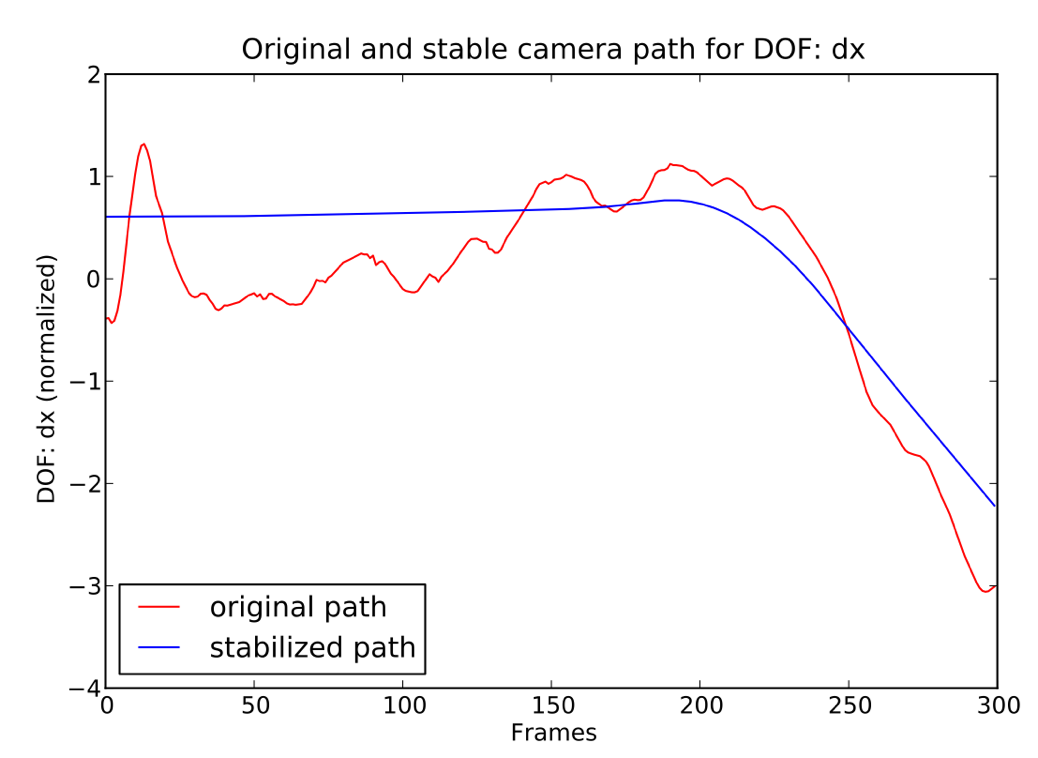 Original and stable camera path for DOF: dx
2
1
0
−1
−2
−3
−4
DOF: dx (normalized)
original path
stabilized path
0 50 100 150 200 250 300
Frames